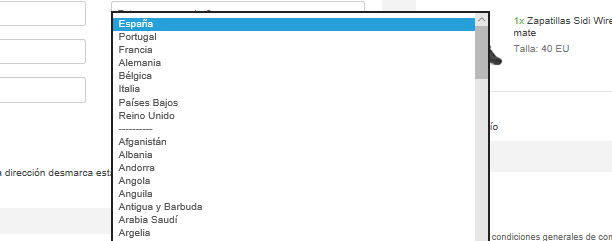 España
Portugal
Francia
Alemania
Bélgica
Italia
Países Bajos
Reino Unido
----------
Afganistán
Albania
Andorra
Angola
Anguila
Antigua y Barbuda
Arabia Saudí
Argelia
1x Zapatillas Sidi Wire
mate
Talla: 40 EU
ío
a dirección desmarca est
condiciones generales de con